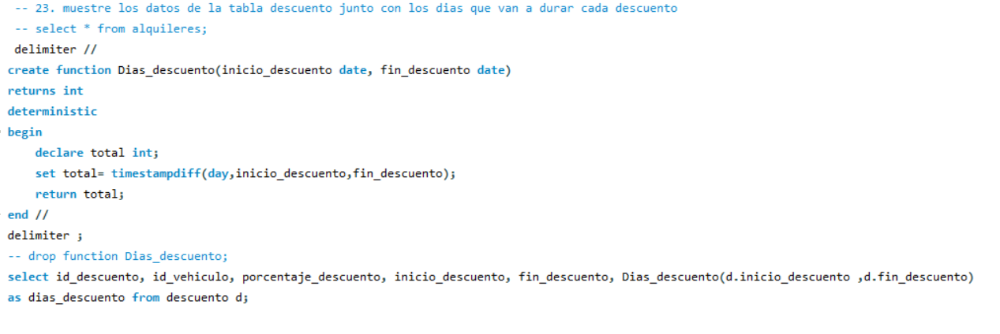 -- 23. muestre los datos de la tabla descuento junto con los dias que van a durar cada descuento
-- select * from alquileres;
delimiter //
create function Dias_descuento(inicio_descuento date, fin_descuento date)
returns int
deterministic
begin
declare total int;
set total= timestampdiff(day,inicio_descuento,fin_descuento);
return total;
end //
delimiter ;
-- drop function Dias_descuento;
select id_descuento, id_vehiculo, porcentaje_descuento, inicio_descuento, fin_descuento, Dias_descuento(d.inicio_descuento ,d.fin_descuento)
as dias_descuento from descuento d;